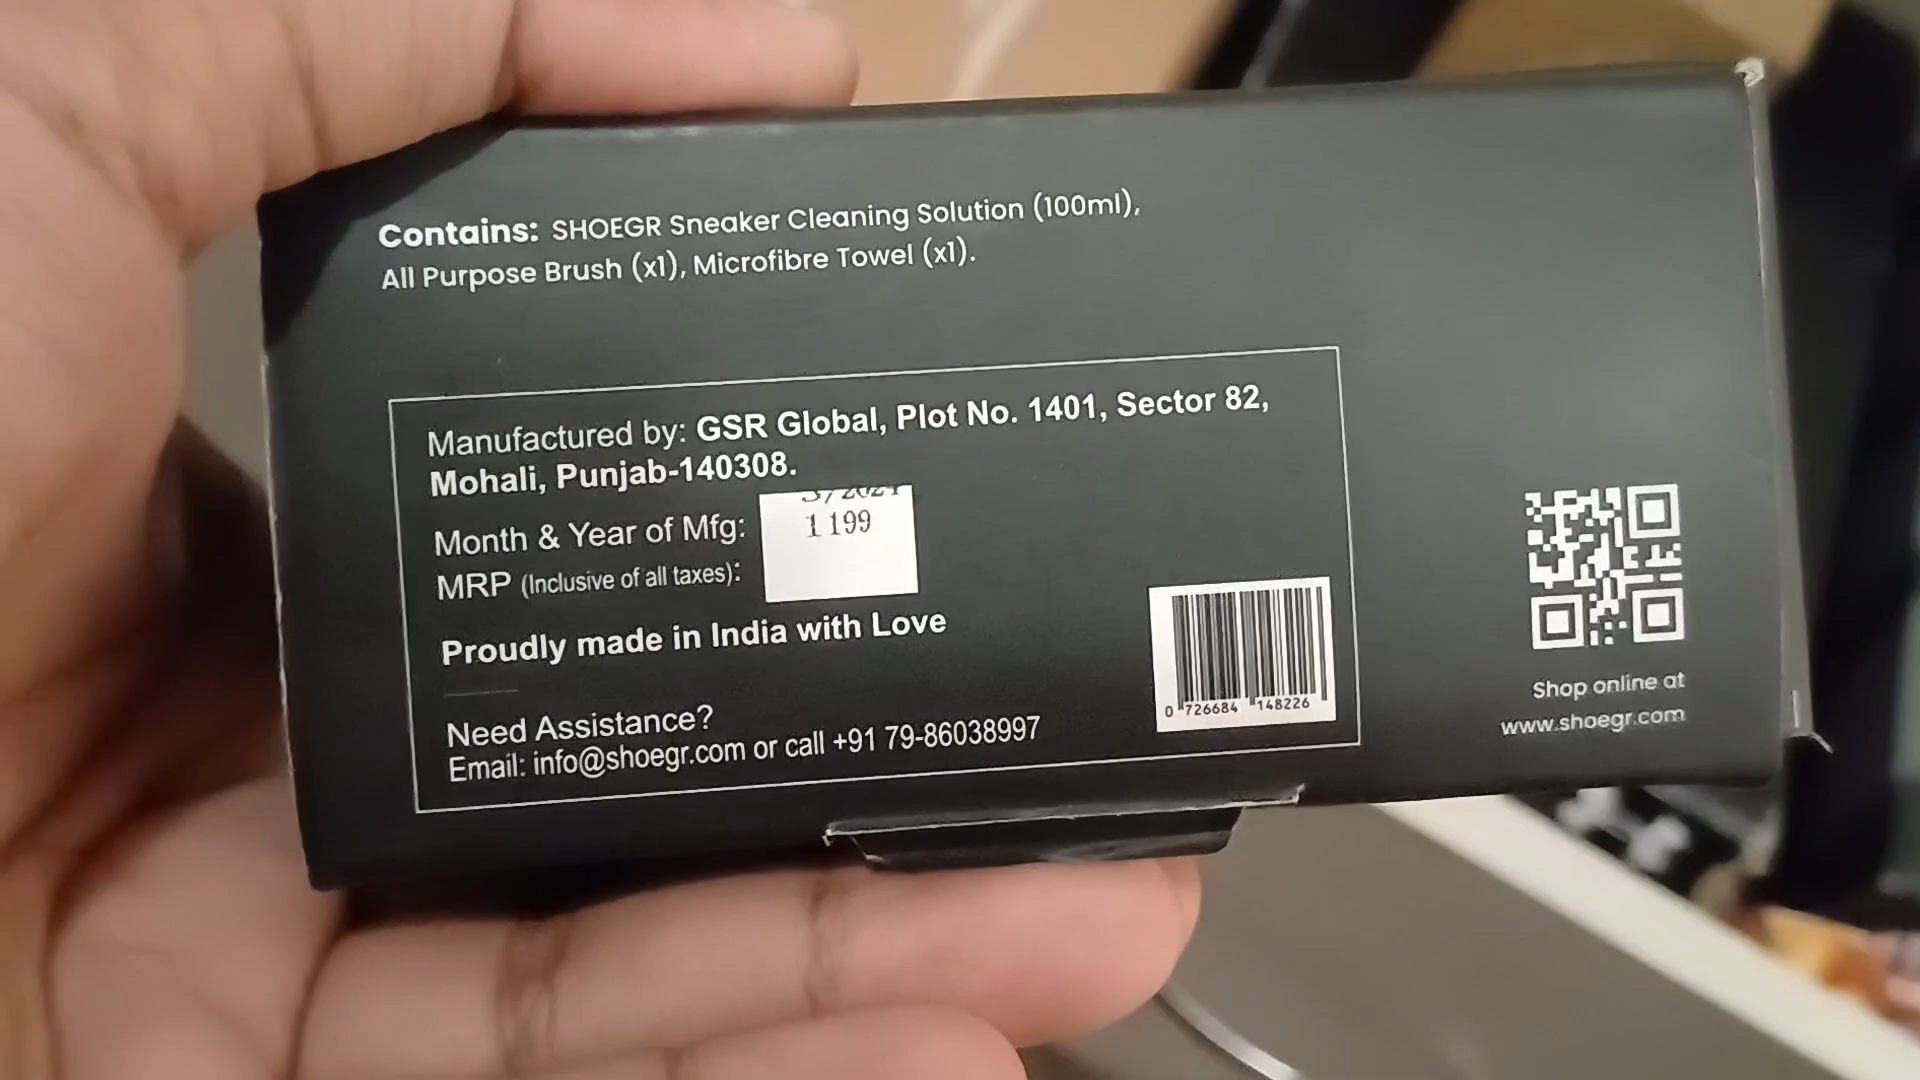 Contains: SHOEGR Sneaker Cleaning Solution (100ml),
All Purpose Brush (x1), Microfibre Towel (x1).
Manufactured by: GSR Global, Plot No. 1401, Sector 82,
Mohali, Punjab-140308.
Month & Year of Mfg:
1199
MRP (Inclusive of all taxes):
Proudly made in India with Love
Need Assistance?
Email: info@shoegr.com or call +91 79-86038997
0 726684 148226
Shop online at
www.shoegr.com